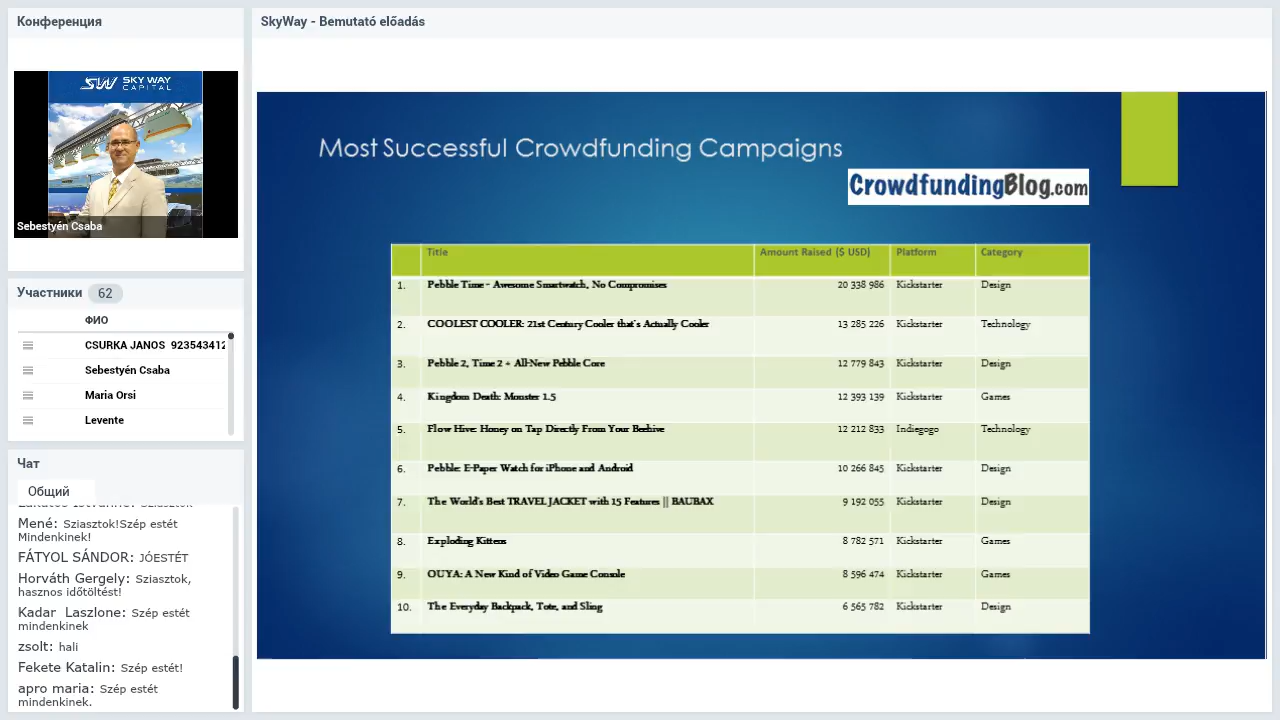 Конференция
SKY WAY
CAPITAL
Sebestyén Csaba
Участники 62
ФИО
CSURKA JANOS 923543412
Sebestyén Csaba
Maria Orsi
Levente
Чат
Общий
Mené: Sziasztok!Szép estét
Mindenkinek!
FÁTYOL SÁNDOR: JÓESTÉT
Horváth Gergely: Sziasztok,
hasznos időtöltést!
Kadar Laszlone: Szép estét
mindenkinek
zsolt: hali
Fekete Katalin: Szép estét!
apro maria: Szép estét
mindenkinek.
SkyWay - Bemutató előadás
Most Successful Crowdfunding Campaigns
CrowdfundingBlog.com
Title Amount Raised ($ USD) Platform Category
1. Pebble Time - Awesome Smartwatch, No Compromises 20 338 986 Kickstarter Design
2. COOLEST COOLER: 21st Century Cooler that's Actually Cooler 13 285 226 Kickstarter Technology
3. Pebble 2, Time 2 + All-New Pebble Core 12 779 843 Kickstarter Design
4. Kingdom Death: Monster 1.5 12 393 139 Kickstarter Games
5. Flow Hive: Honey on Tap Directly From Your Beehive 12 212 833 Indiegogo Technology
6. Pebble: E-Paper Watch for iPhone and Android 10 266 845 Kickstarter Design
7. The World's Best TRAVEL JACKET with 15 Features || BAUBAX 9 192 055 Kickstarter Design
8. Exploding Kittens 8 782 571 Kickstarter Games
9. OUYA: A New Kind of Video Game Console 8 596 474 Kickstarter Games
10. The Everyday Backpack, Tote, and Sling 6 565 782 Kickstarter Design